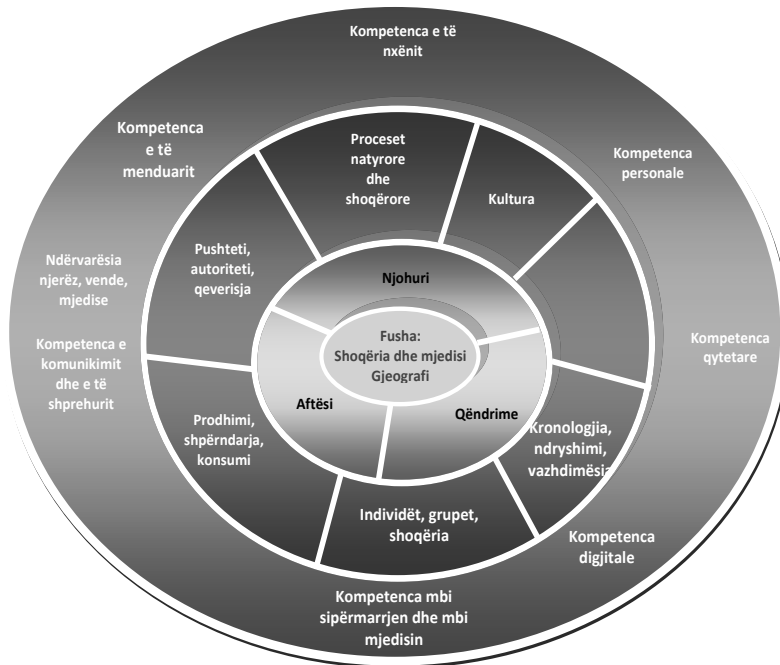 Kompetenca e të
nxënit
Kompetenca
e të
menduarit
Kompetenca
personale
Proceset
natyrore
dhe
shoqërore
Kultura
Pushteti,
autoriteti,
qeverisja
Ndërvarësia
njerëz, vende,
mjedise
Njohuri
Kompetenca e
komunikimit
dhe e të
shprehurit
Fusha:
Shoqëria dhe mjedisi
Gjeografi
Kompetenca
qytetare
Aftësi
Qëndrime
Prodhimi,
shpërndarja,
konsumi
Kronologjia,
ndryshimi,
vazhdimësia
Individët, grupet,
shoqëria
Kompetenca
digjitale
Kompetenca mbi
sipërmarrjen dhe mbi
mjedisin